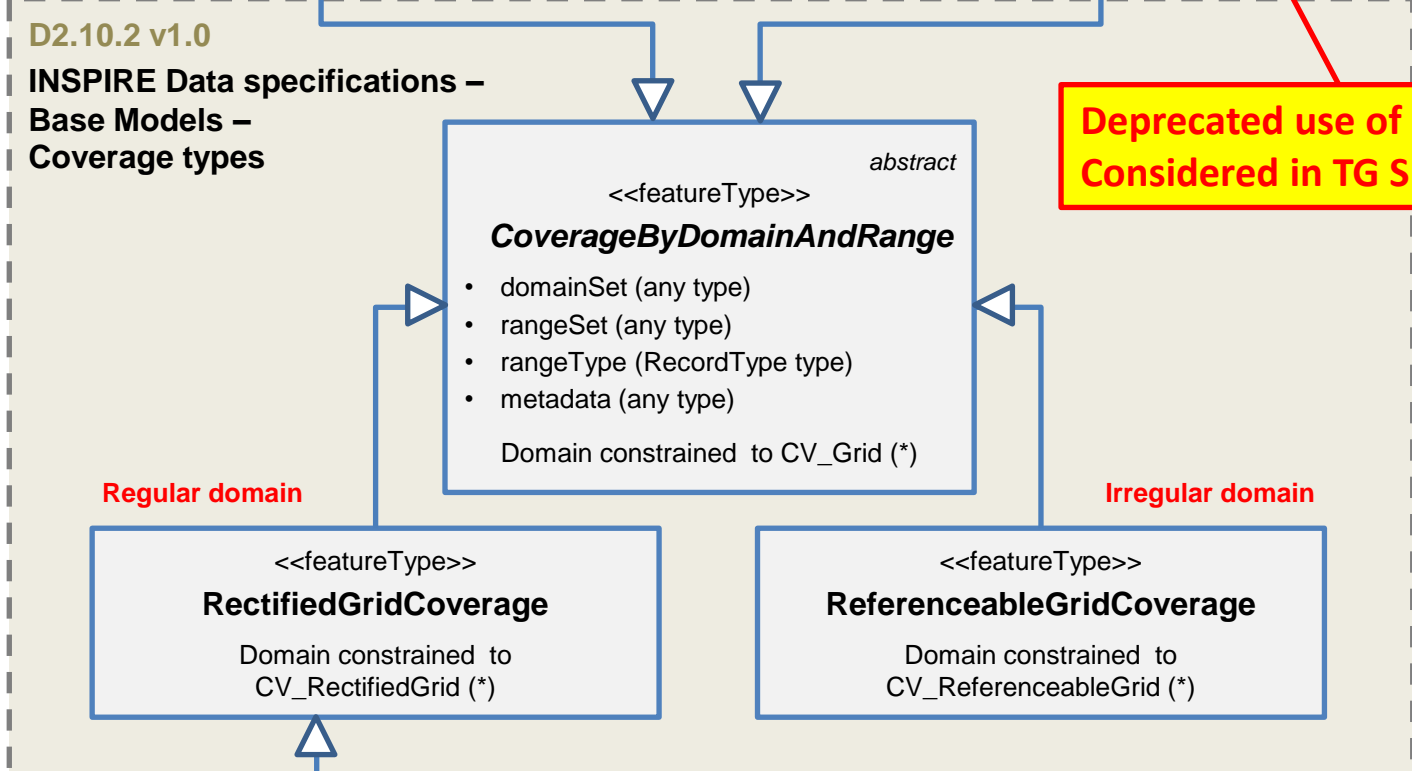 D2.10.2 v1.0
INSPIRE Data specifications –
Base Models –
Coverage types
Deprecated use of
Considered in TG S
abstract
<<featureType>>
CoverageByDomainAndRange
• domainSet (any type)
• rangeSet (any type)
• rangeType (RecordType type)
• metadata (any type)
Domain constrained to CV_Grid (*)
Regular domain
Irregular domain
<<featureType>>
RectifiedGridCoverage
Domain constrained to
CV_RectifiedGrid (*)
<<featureType>>
ReferenceableGridCoverage
Domain constrained to
CV_ReferenceableGrid (*)